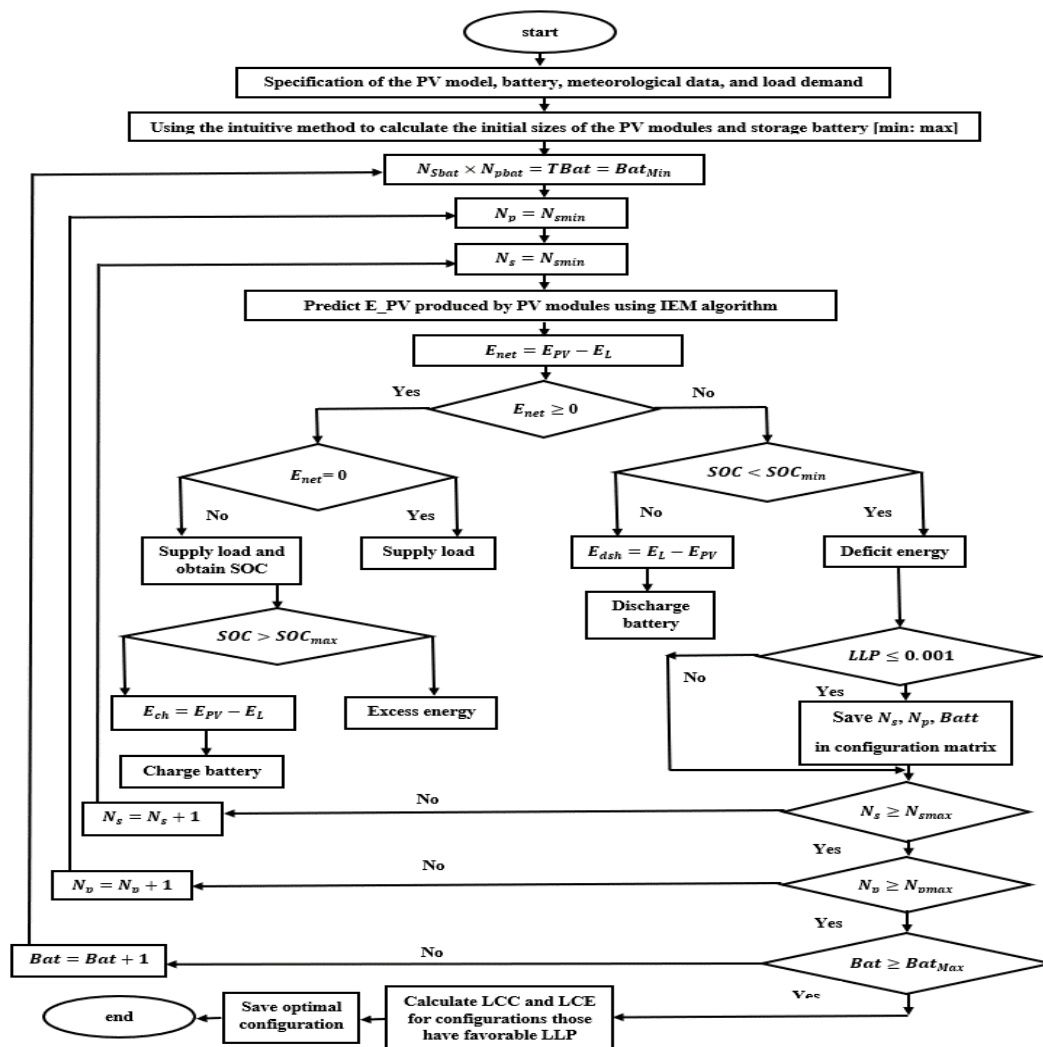 start
Specification of the PV model, battery, meteorological data, and load demand
Using the intuitive method to calculate the initial sizes of the PV modules and storage battery [min: max]
N_Sbat × N_pbat = TBat = Bat_Min
N_p = N_smin
N_s = N_smin
Predict E_PV produced by PV modules using IEM algorithm
E_net = E_PV − E_L
Yes
No
E_net ≥ 0
E_net = 0
SOC < SOC_min
No
Yes
No
Yes
Supply load and
obtain SOC
Supply load
E_dsh = E_L − E_PV
Deficit energy
Discharge
battery
SOC > SOC_max
LLP ≤ 0.001
No
Yes
E_ch = E_PV − E_L
Excess energy
Save N_s, N_p, Batt
in configuration matrix
Charge battery
No
N_s = N_s + 1
N_s ≥ N_smax
Yes
No
N_p = N_p + 1
N_p ≥ N_pmax
Yes
No
Bat = Bat + 1
Bat ≥ Bat_Max
Yes
end
Save optimal
configuration
Calculate LCC and LCE
for configurations those
have favorable LLP